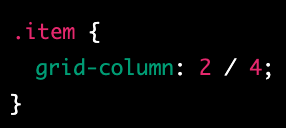 .item {
  grid-column: 2 / 4;
}